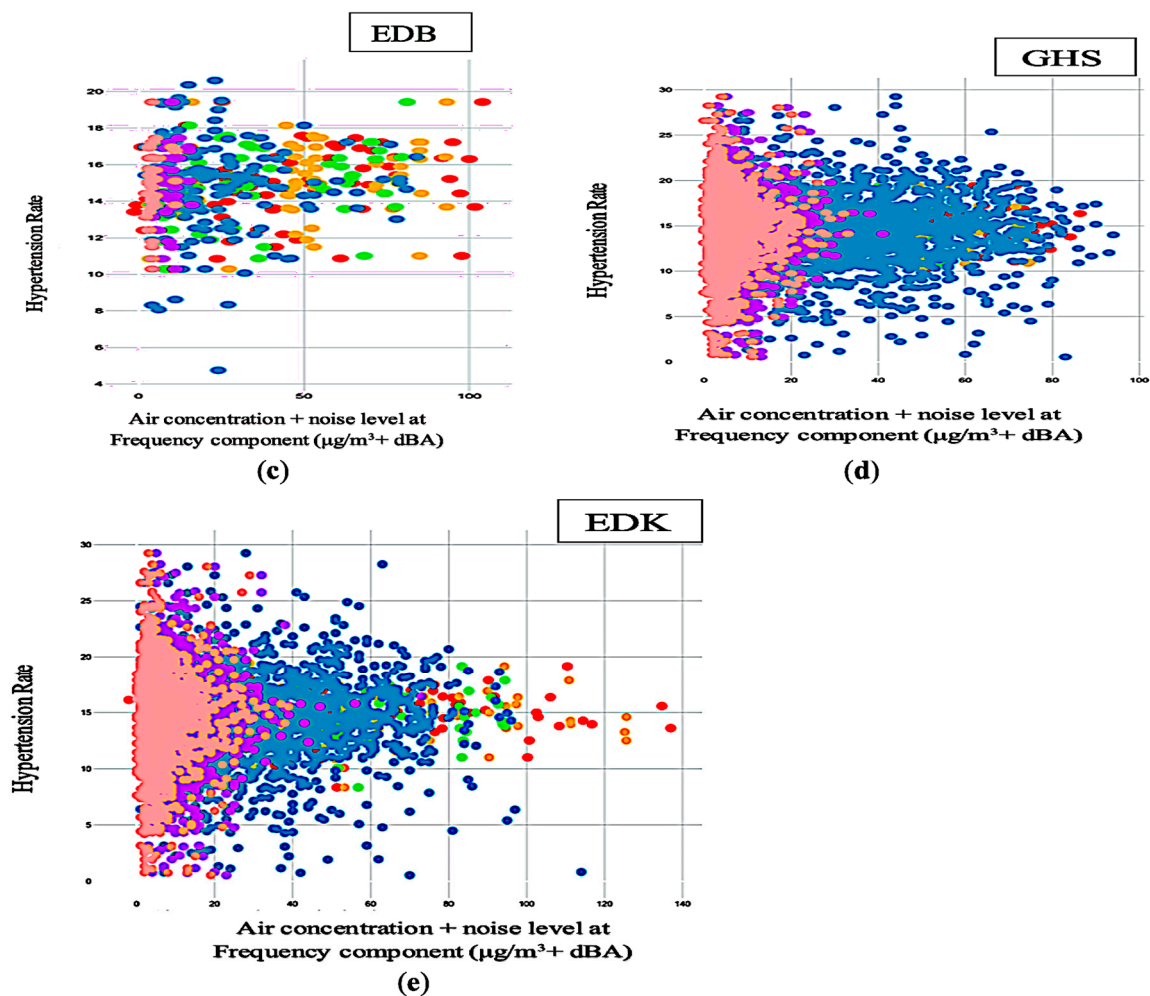 EDB
GHS
20
18
16
14
12
10
8
6
4
0
50
100
Hypertension Rate
Air concentration + noise level at
Frequency component (μg/m³+ dBA)
(c)
30
25
20
15
10
5
0
0
20
40
60
80
100
Hypertension Rate
Air concentration + noise level at
Frequency component (μg/m³+ dBA)
(d)
EDK
30
25
20
15
10
5
0
0
20
40
60
80
100
120
140
Hypertension Rate
Air concentration + noise level at
Frequency component (μg/m³+ dBA)
(e)